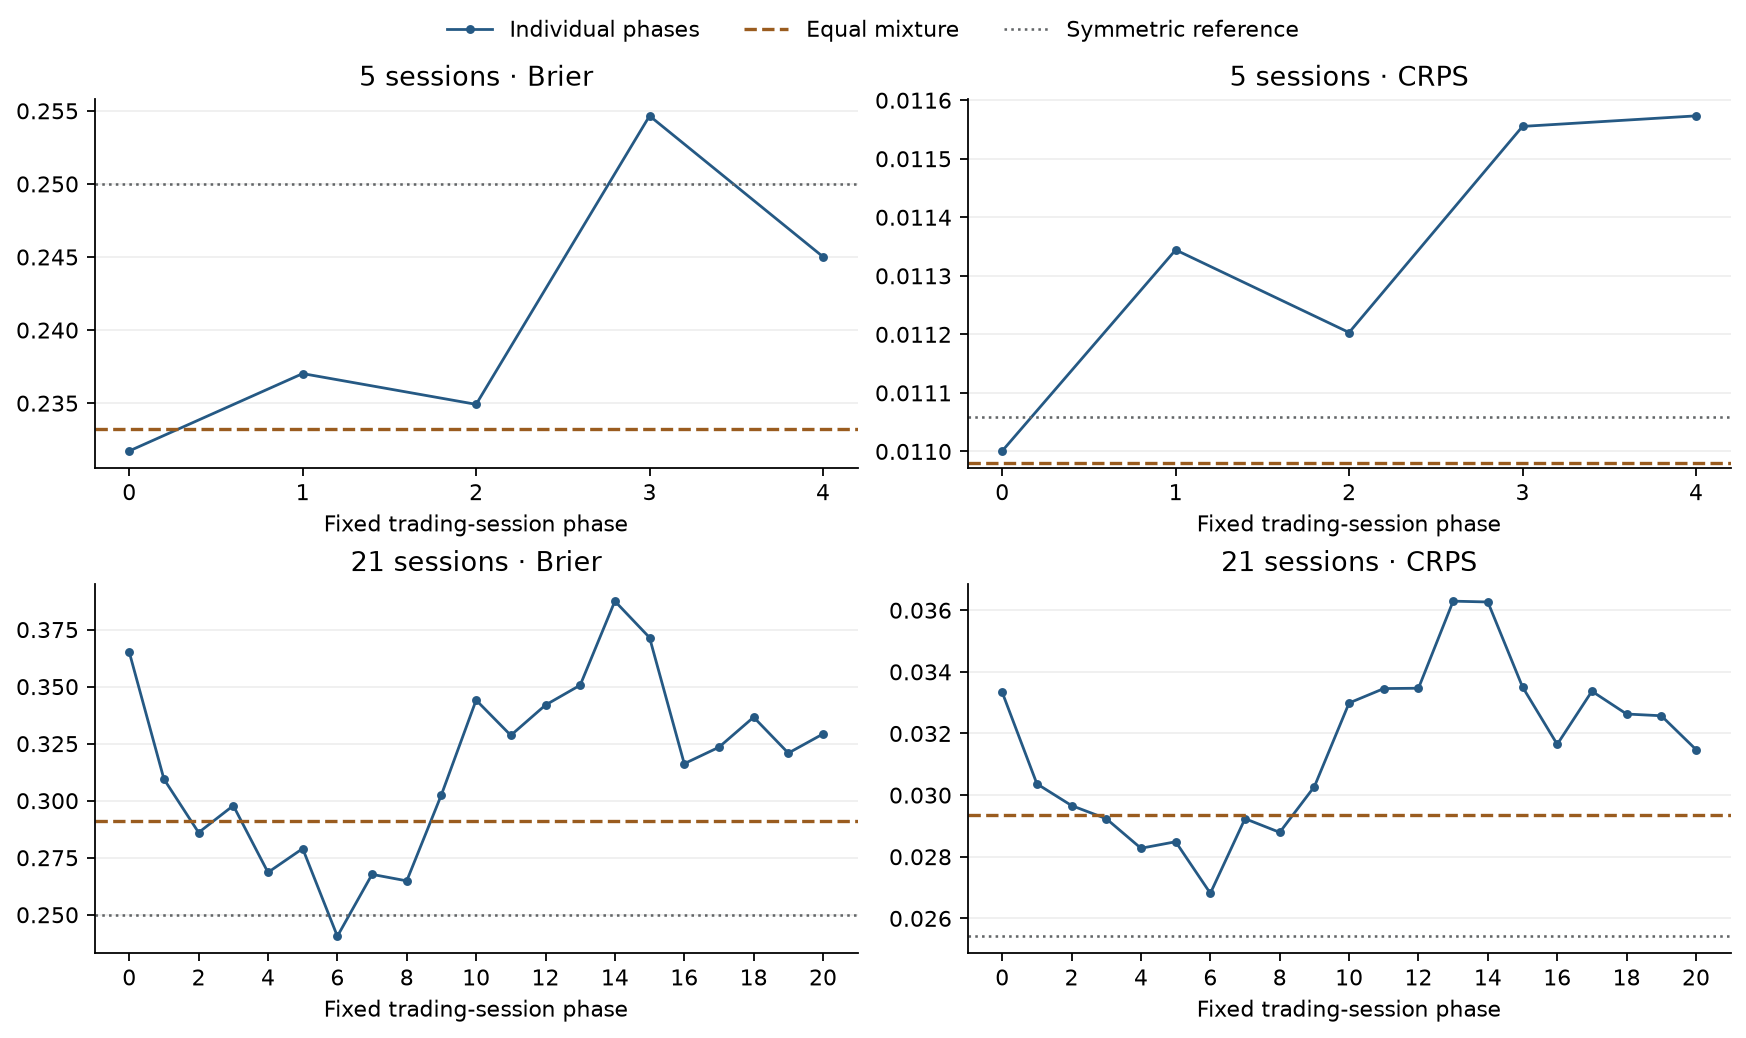 Individual phases Equal mixture Symmetric reference
5 sessions · Brier
0.255
0.250
0.245
0.240
0.235
0 1 2 3 4
Fixed trading-session phase
5 sessions · CRPS
0.0116
0.0115
0.0114
0.0113
0.0112
0.0111
0.0110
0 1 2 3 4
Fixed trading-session phase
21 sessions · Brier
0.375
0.350
0.325
0.300
0.275
0.250
0 2 4 6 8 10 12 14 16 18 20
Fixed trading-session phase
21 sessions · CRPS
0.036
0.034
0.032
0.030
0.028
0.026
0 2 4 6 8 10 12 14 16 18 20
Fixed trading-session phase